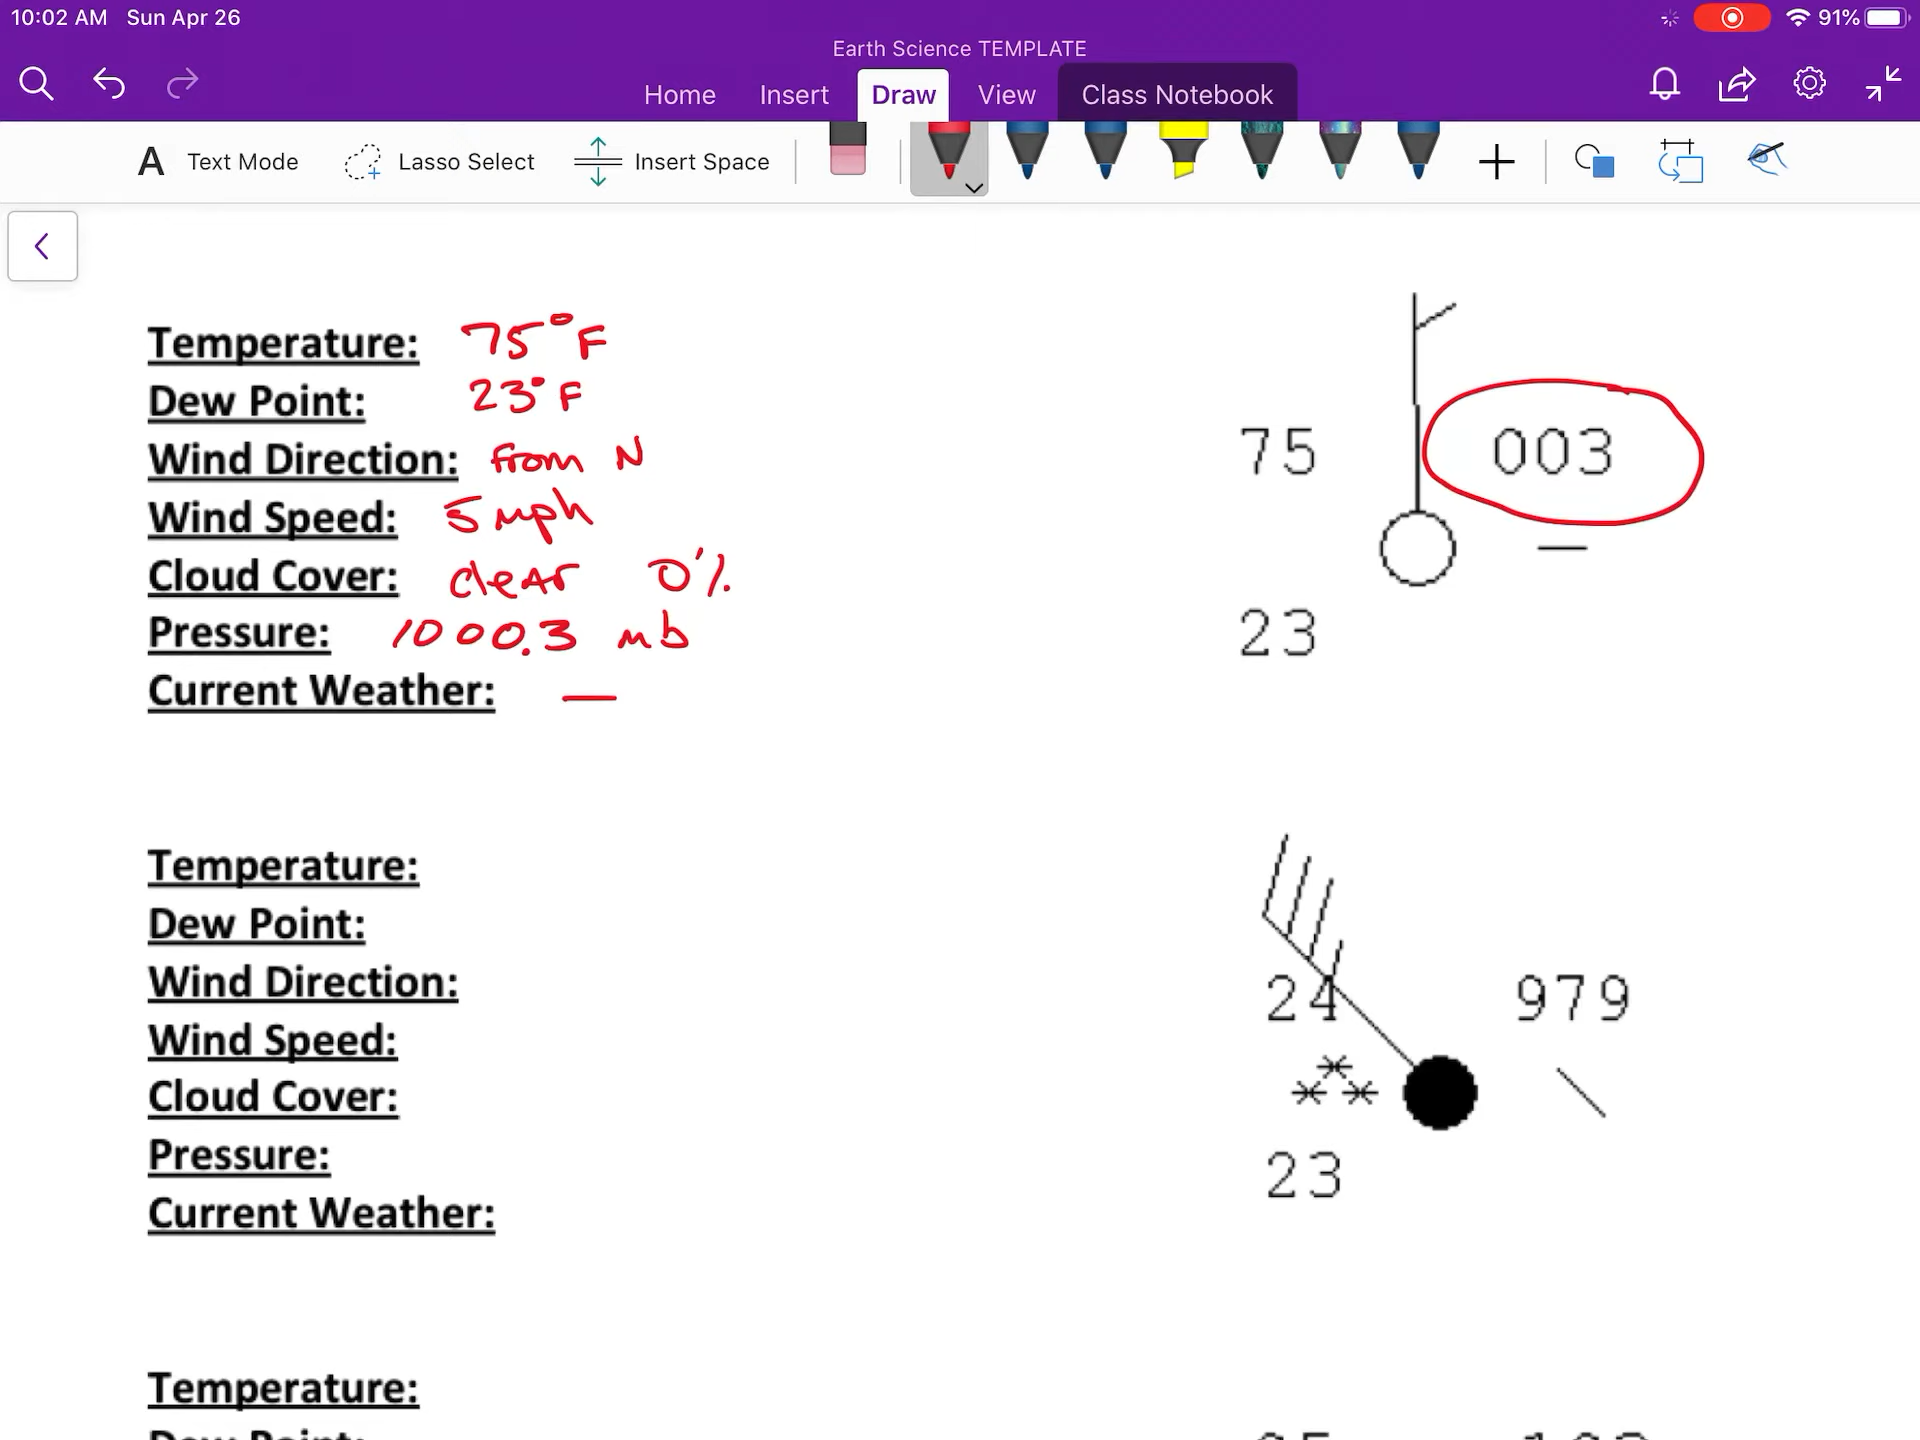 10:02 AM Sun Apr 26
91%
Earth Science TEMPLATE
Home Insert Draw View Class Notebook
A Text Mode Lasso Select Insert Space
Temperature: 75°F
Dew Point: 23°F
Wind Direction: from N
Wind Speed: 5 mph
Cloud Cover: clear 0%
Pressure: 1000.3 mb
Current Weather: —
75 003
23
Temperature:
Dew Point:
Wind Direction:
Wind Speed:
Cloud Cover:
Pressure:
Current Weather:
24 979
23
Temperature:
Dew Point: